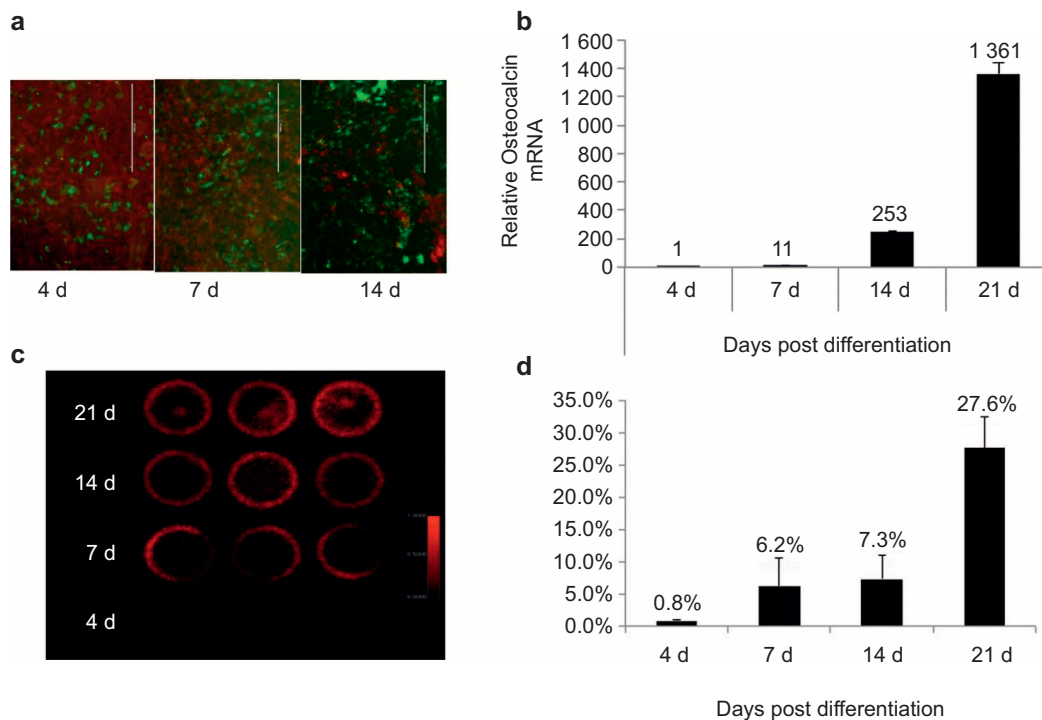 a
4 d
7 d
14 d
b
Relative Osteocalcin
mRNA
1 600
1 400
1 200
1 000
800
600
400
200
0
1
11
253
1 361
4 d
7 d
14 d
21 d
Days post differentiation
c
21 d
14 d
7 d
4 d
d
35.0%
30.0%
25.0%
20.0%
15.0%
10.0%
5.0%
0.0%
0.8%
6.2%
7.3%
27.6%
4 d
7 d
14 d
21 d
Days post differentiation